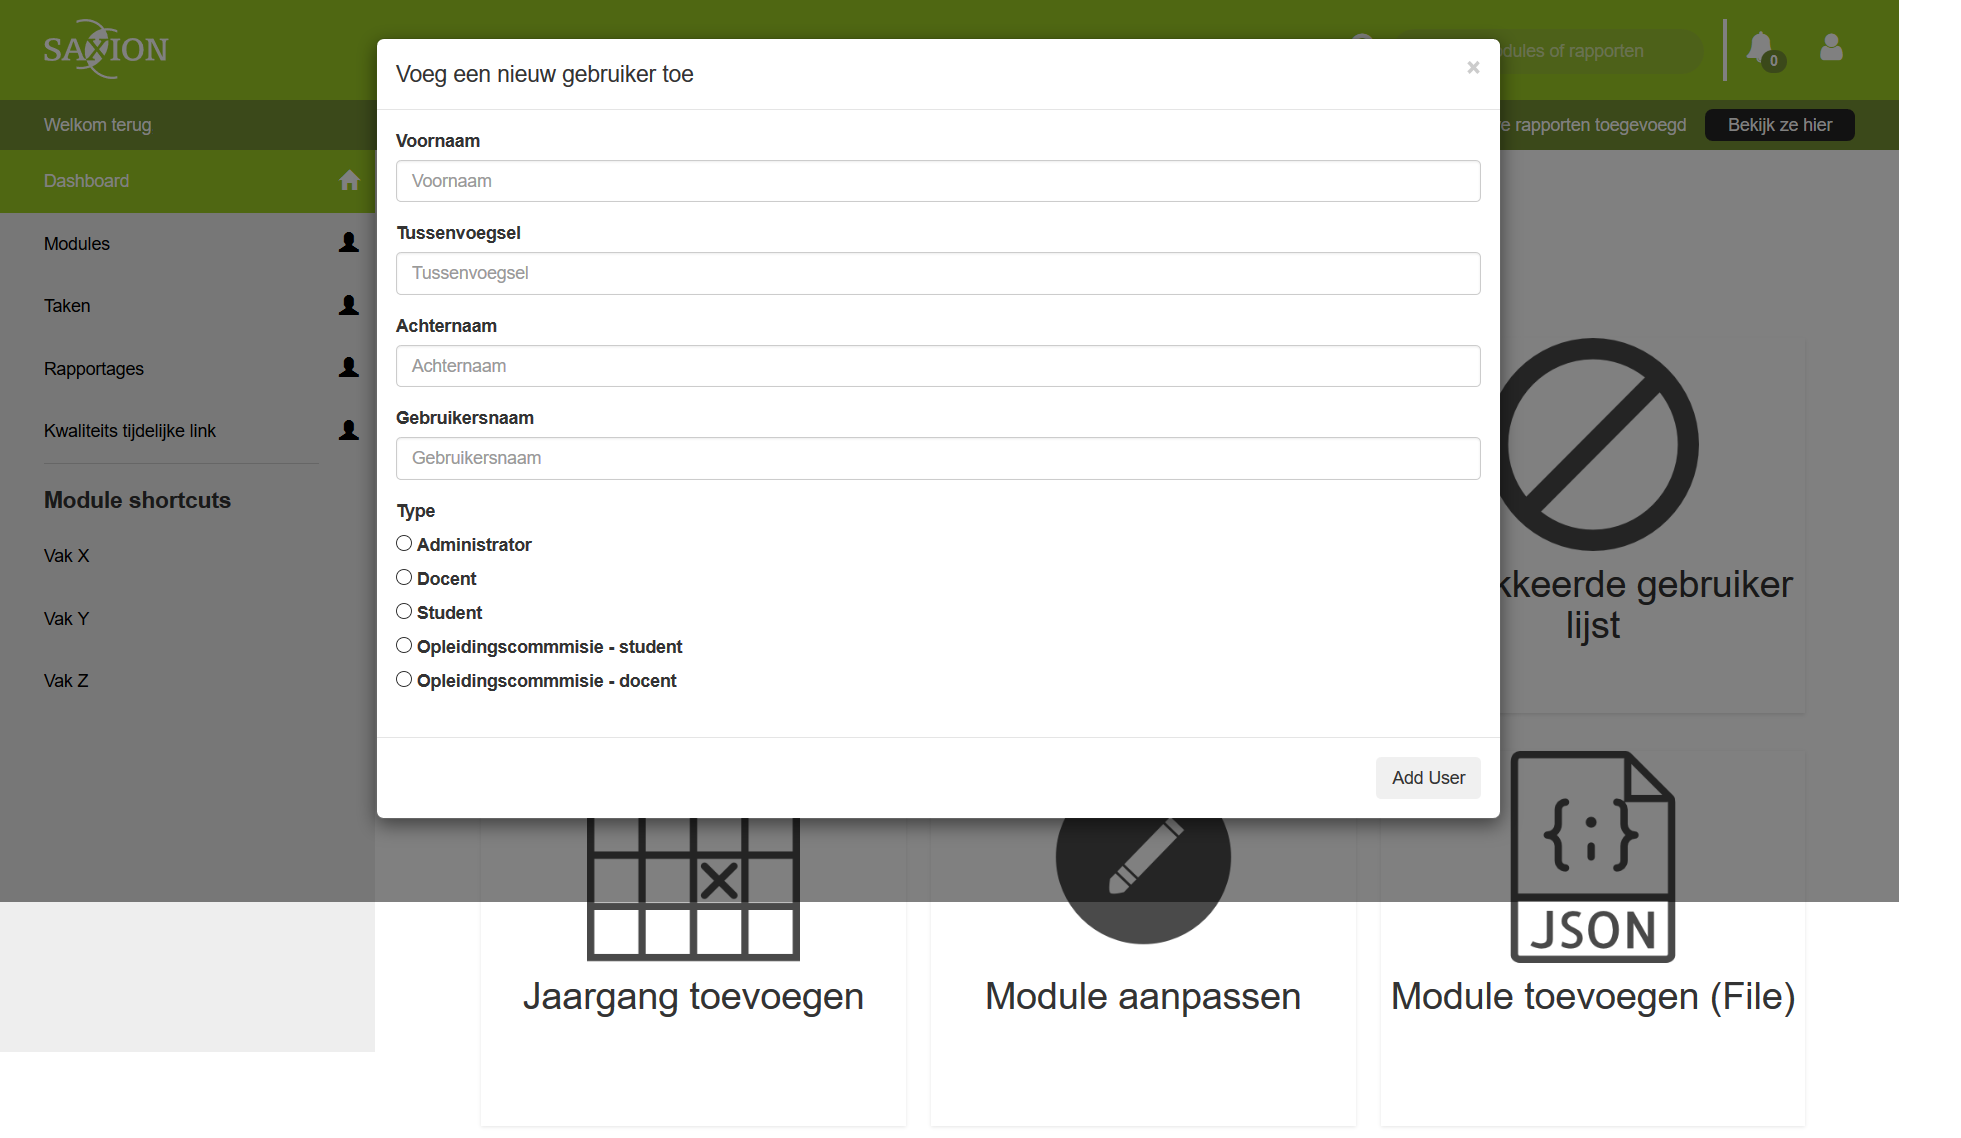 SAXION
dules of rapporten
0
Welkom terug
e rapporten toegevoegd
Bekijk ze hier
Dashboard
Modules
Taken
Rapportages
Kwaliteits tijdelijke link
Module shortcuts
Vak X
Vak Y
Vak Z
Voeg een nieuw gebruiker toe
×
Voornaam
Voornaam
Tussenvoegsel
Tussenvoegsel
Achternaam
Achternaam
Gebruikersnaam
Gebruikersnaam
Type
Administrator
Docent
Student
Opleidingscommmisie - student
Opleidingscommmisie - docent
Add User
kkeerde gebruiker
lijst
{;}
JSON
Jaargang toevoegen
Module aanpassen
Module toevoegen (File)